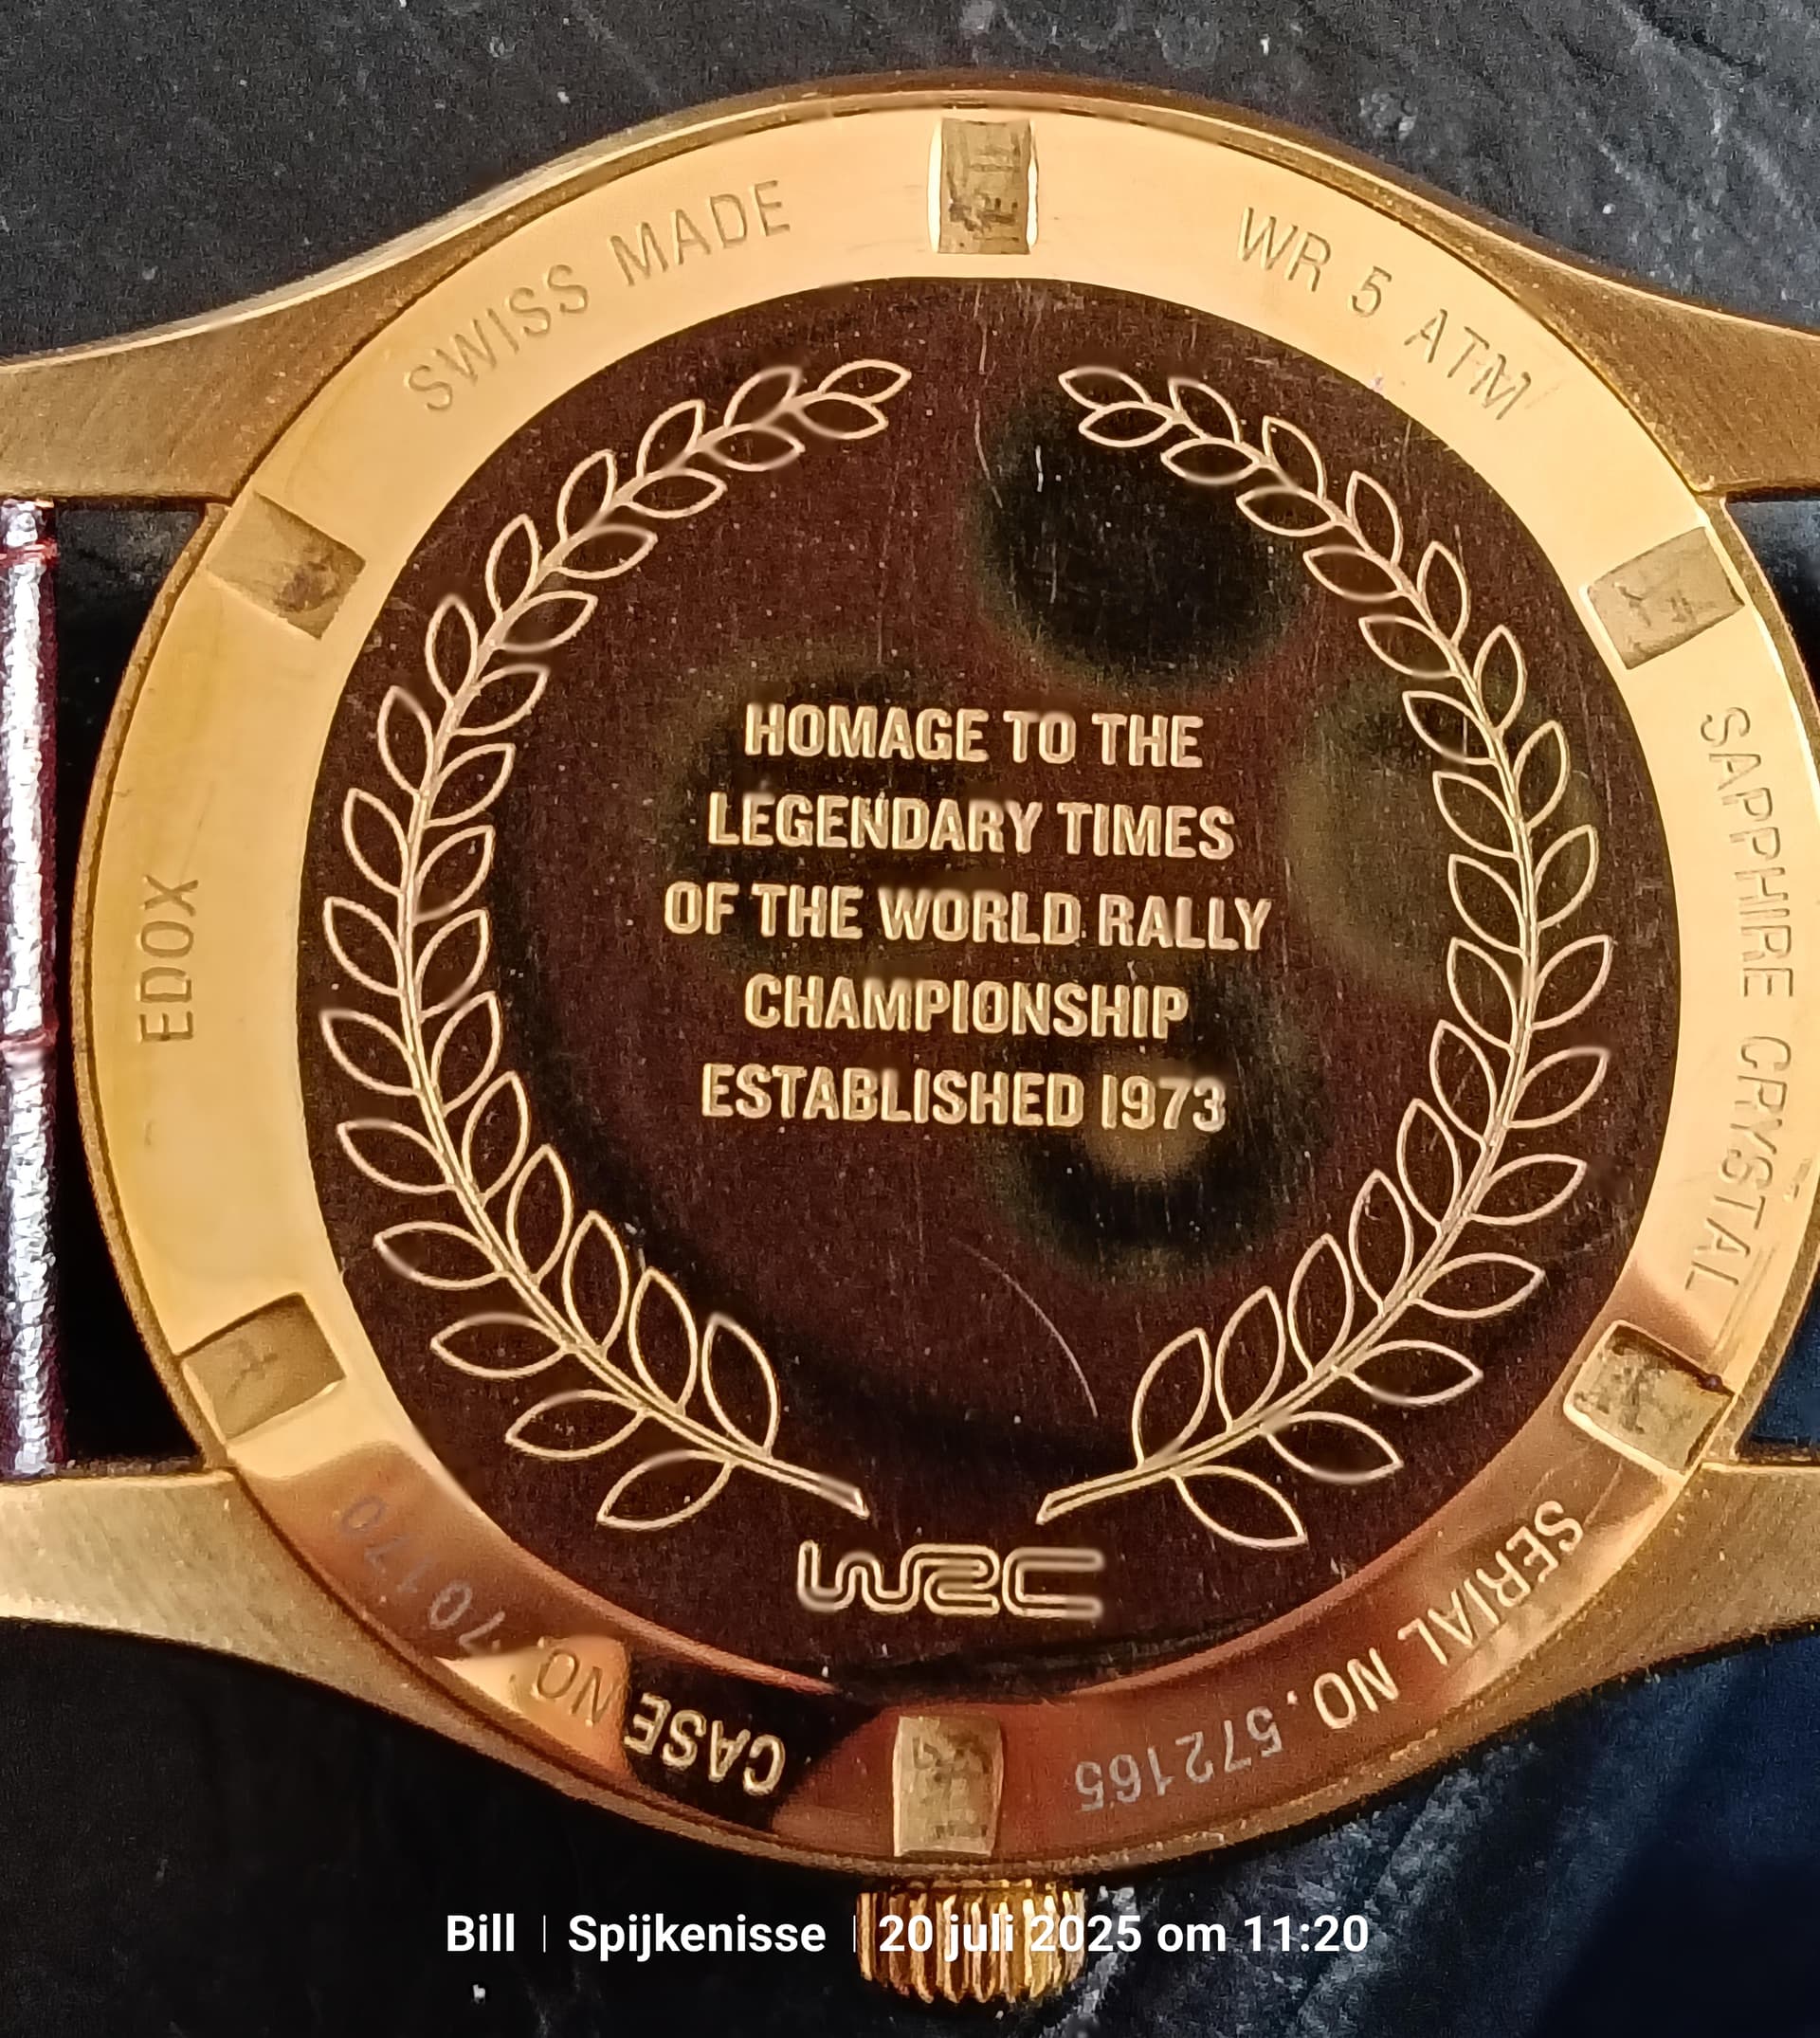 SWISS MADE
WR 5 ATM
SAPPHIRE CRYSTAL
SERIAL NO. 572165
CASE NO. 70170
EDOX
HOMAGE TO THE
LEGENDARY TIMES
OF THE WORLD RALLY
CHAMPIONSHIP
ESTABLISHED 1973
WRC
Bill | Spijkenisse | 20 juli 2025 om 11:20